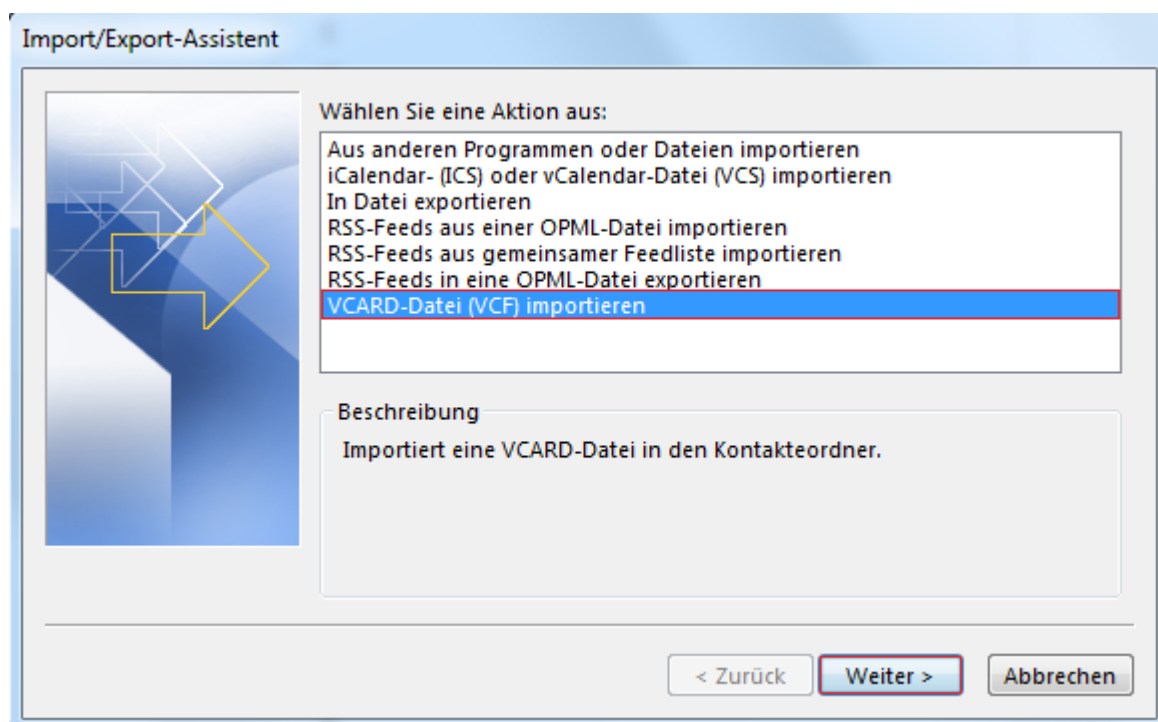 Import/Export-Assistent
Wählen Sie eine Aktion aus:
Aus anderen Programmen oder Dateien importieren
iCalendar- (ICS) oder vCalendar-Datei (VCS) importieren
In Datei exportieren
RSS-Feeds aus einer OPML-Datei importieren
RSS-Feeds aus gemeinsamer Feedliste importieren
RSS-Feeds in eine OPML-Datei exportieren
VCARD-Datei (VCF) importieren
Beschreibung
Importiert eine VCARD-Datei in den Kontakteordner.
< Zurück Weiter > Abbrechen